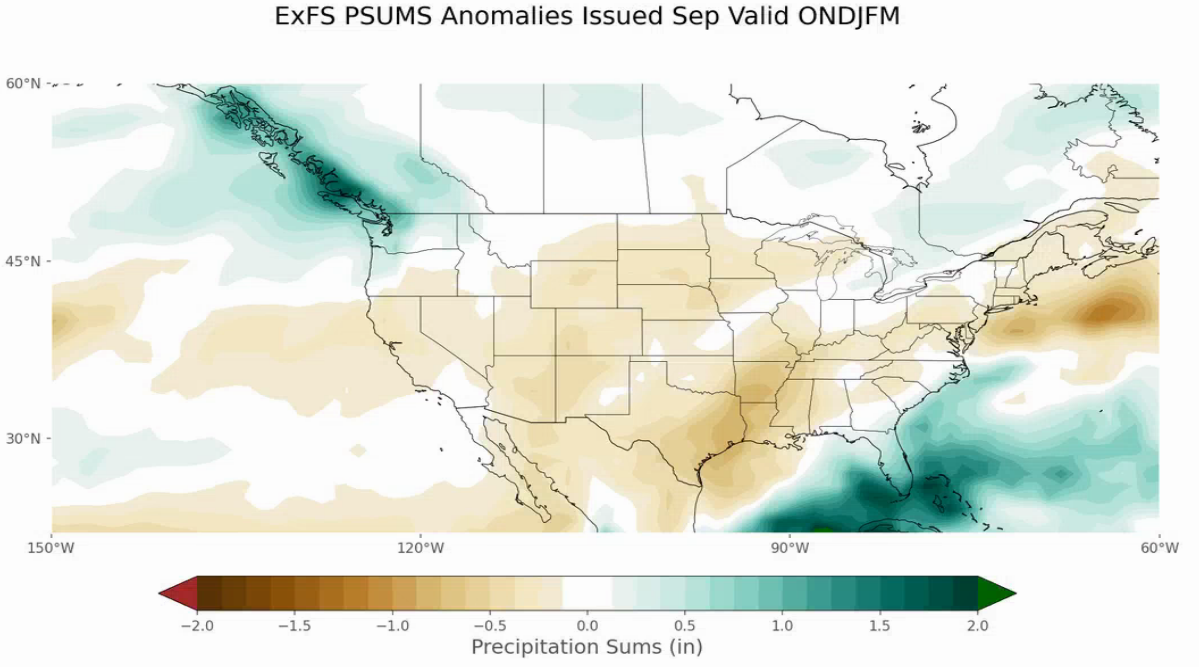 ExFS PSUMS Anomalies Issued Sep Valid ONDJFM
60°N
45°N
30°N
150°W 120°W 90°W 60°W
−2.0 −1.5 −1.0 −0.5 0.0 0.5 1.0 1.5 2.0
Precipitation Sums (in)